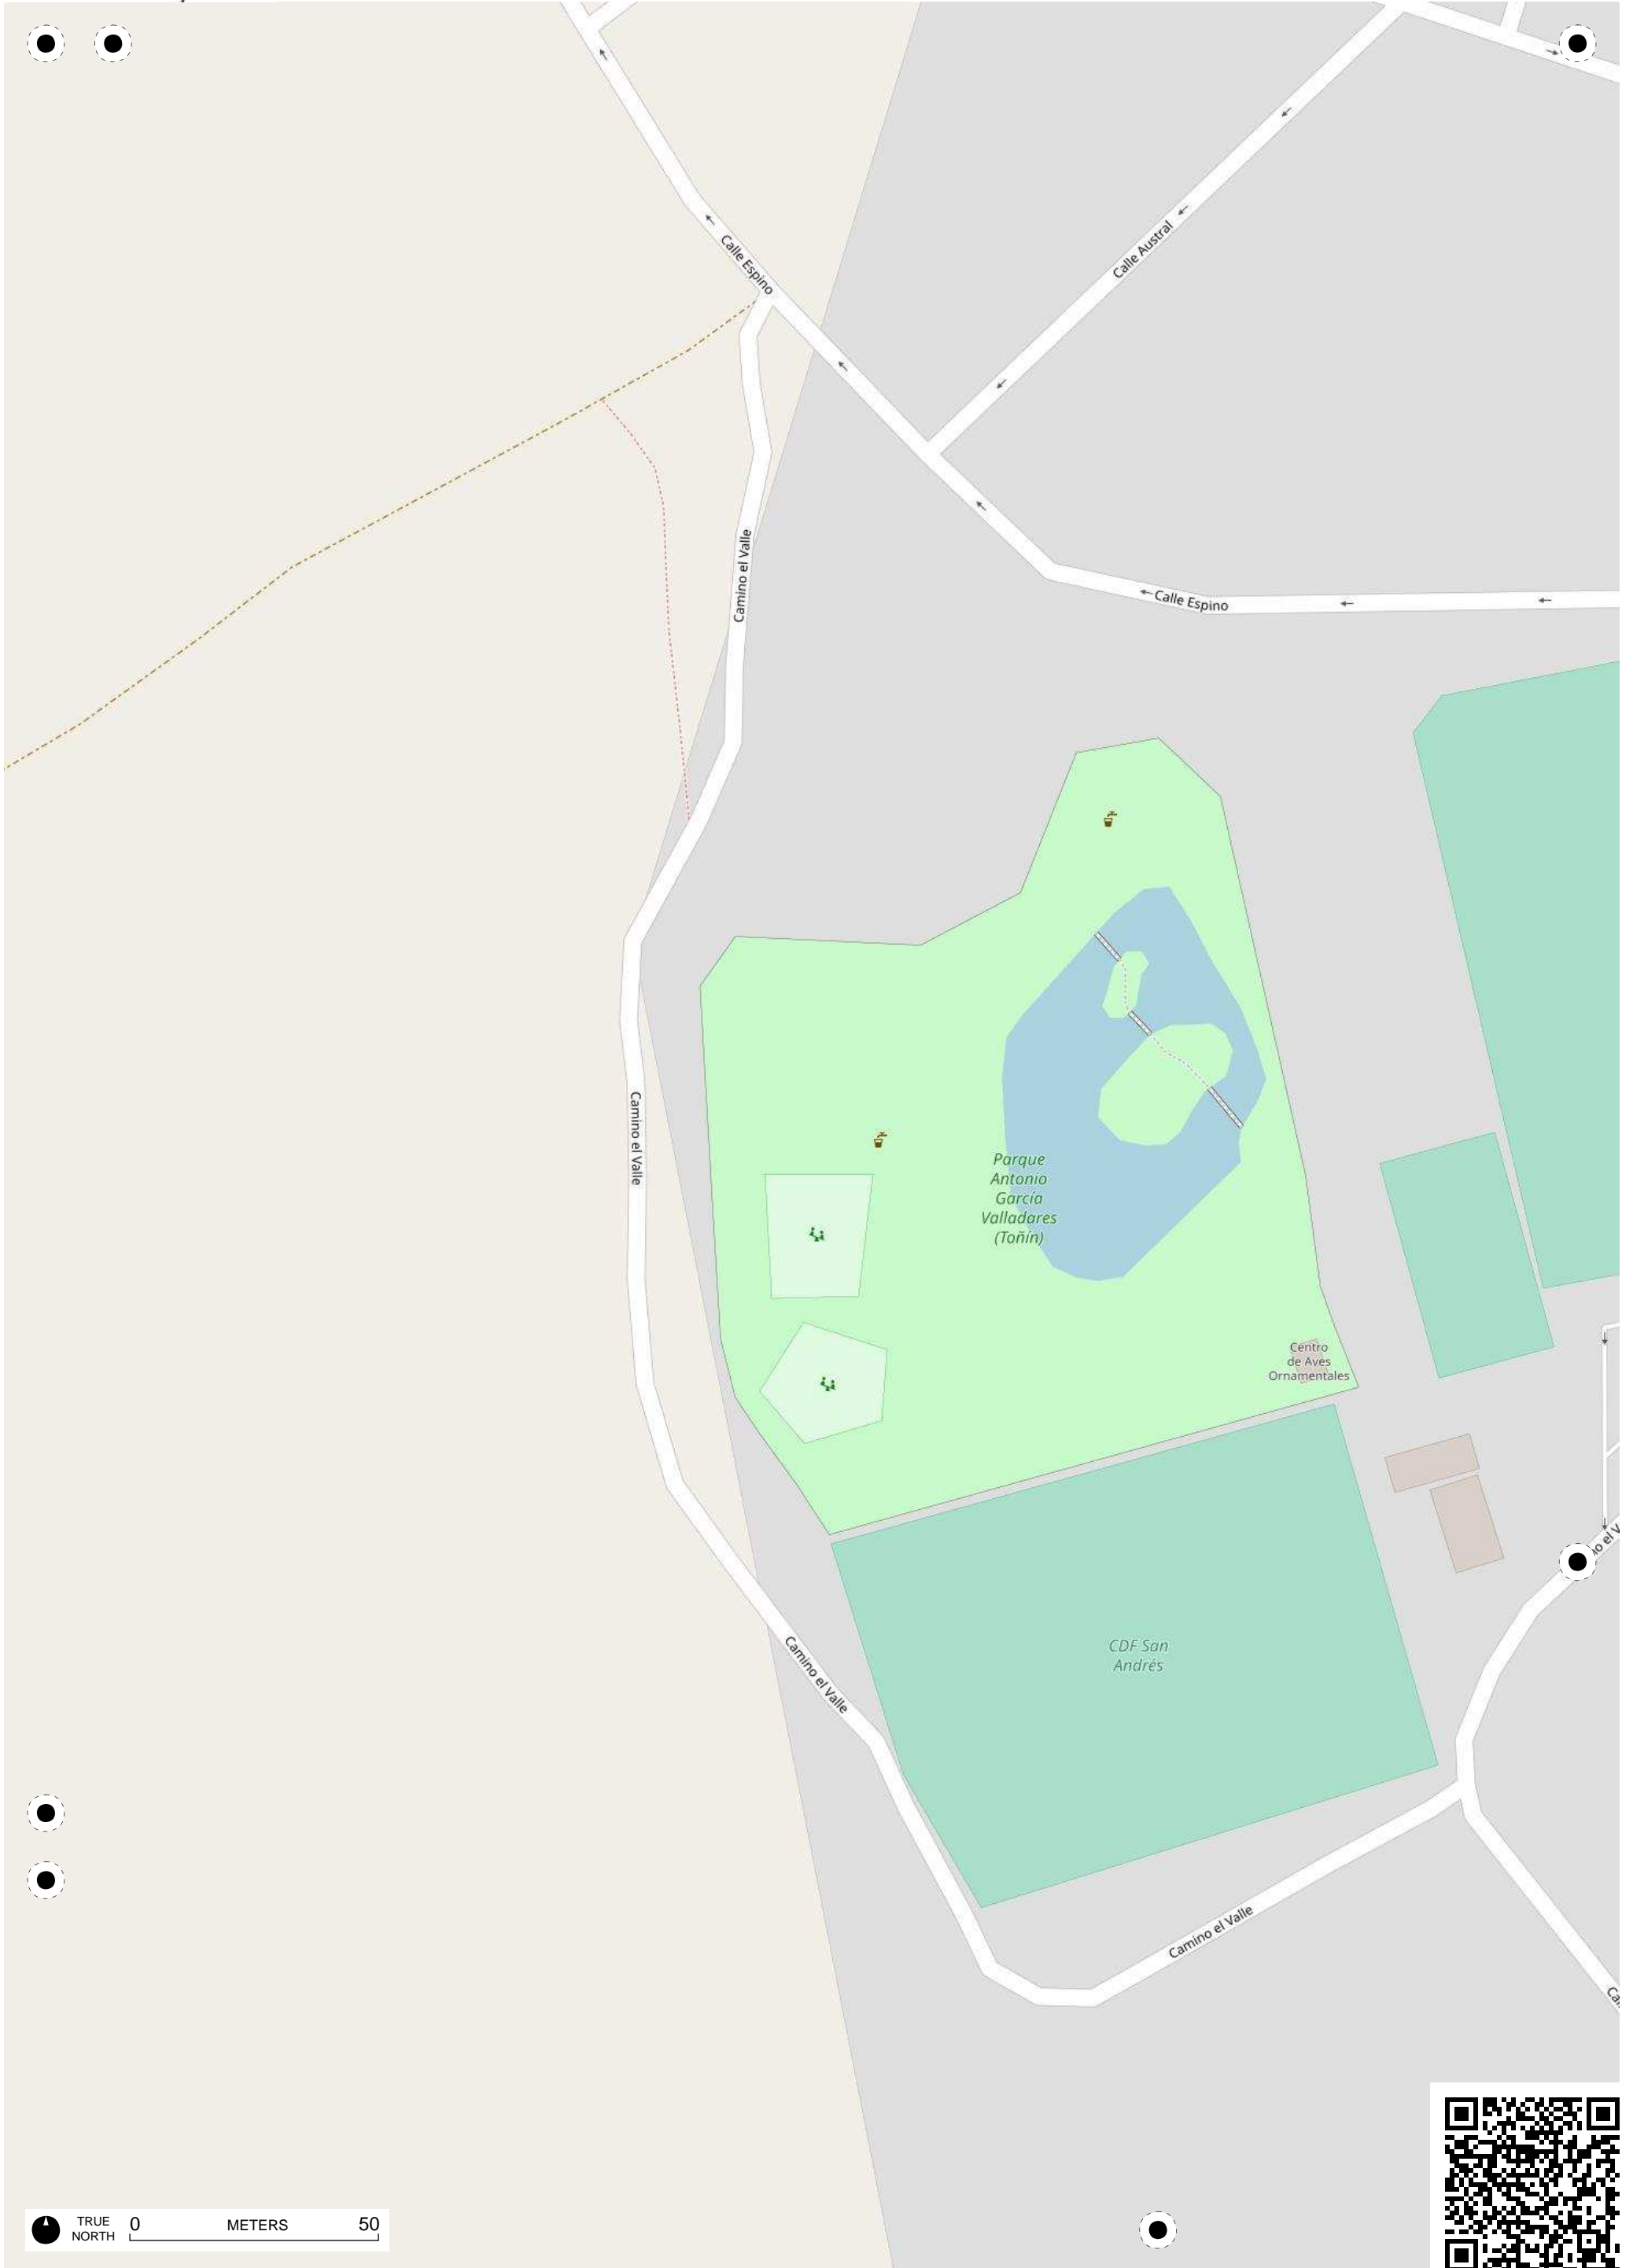 Calle Espino
Calle Austral
Camino el Valle
Calle Espino
Camino el Valle
Parque
Antonio
García
Valladares
(Toñín)
Centro
de Aves
Ornamentales
CDF San
Andrés
Camino el Valle
Camino el Valle
TRUE
NORTH
0 METERS 50